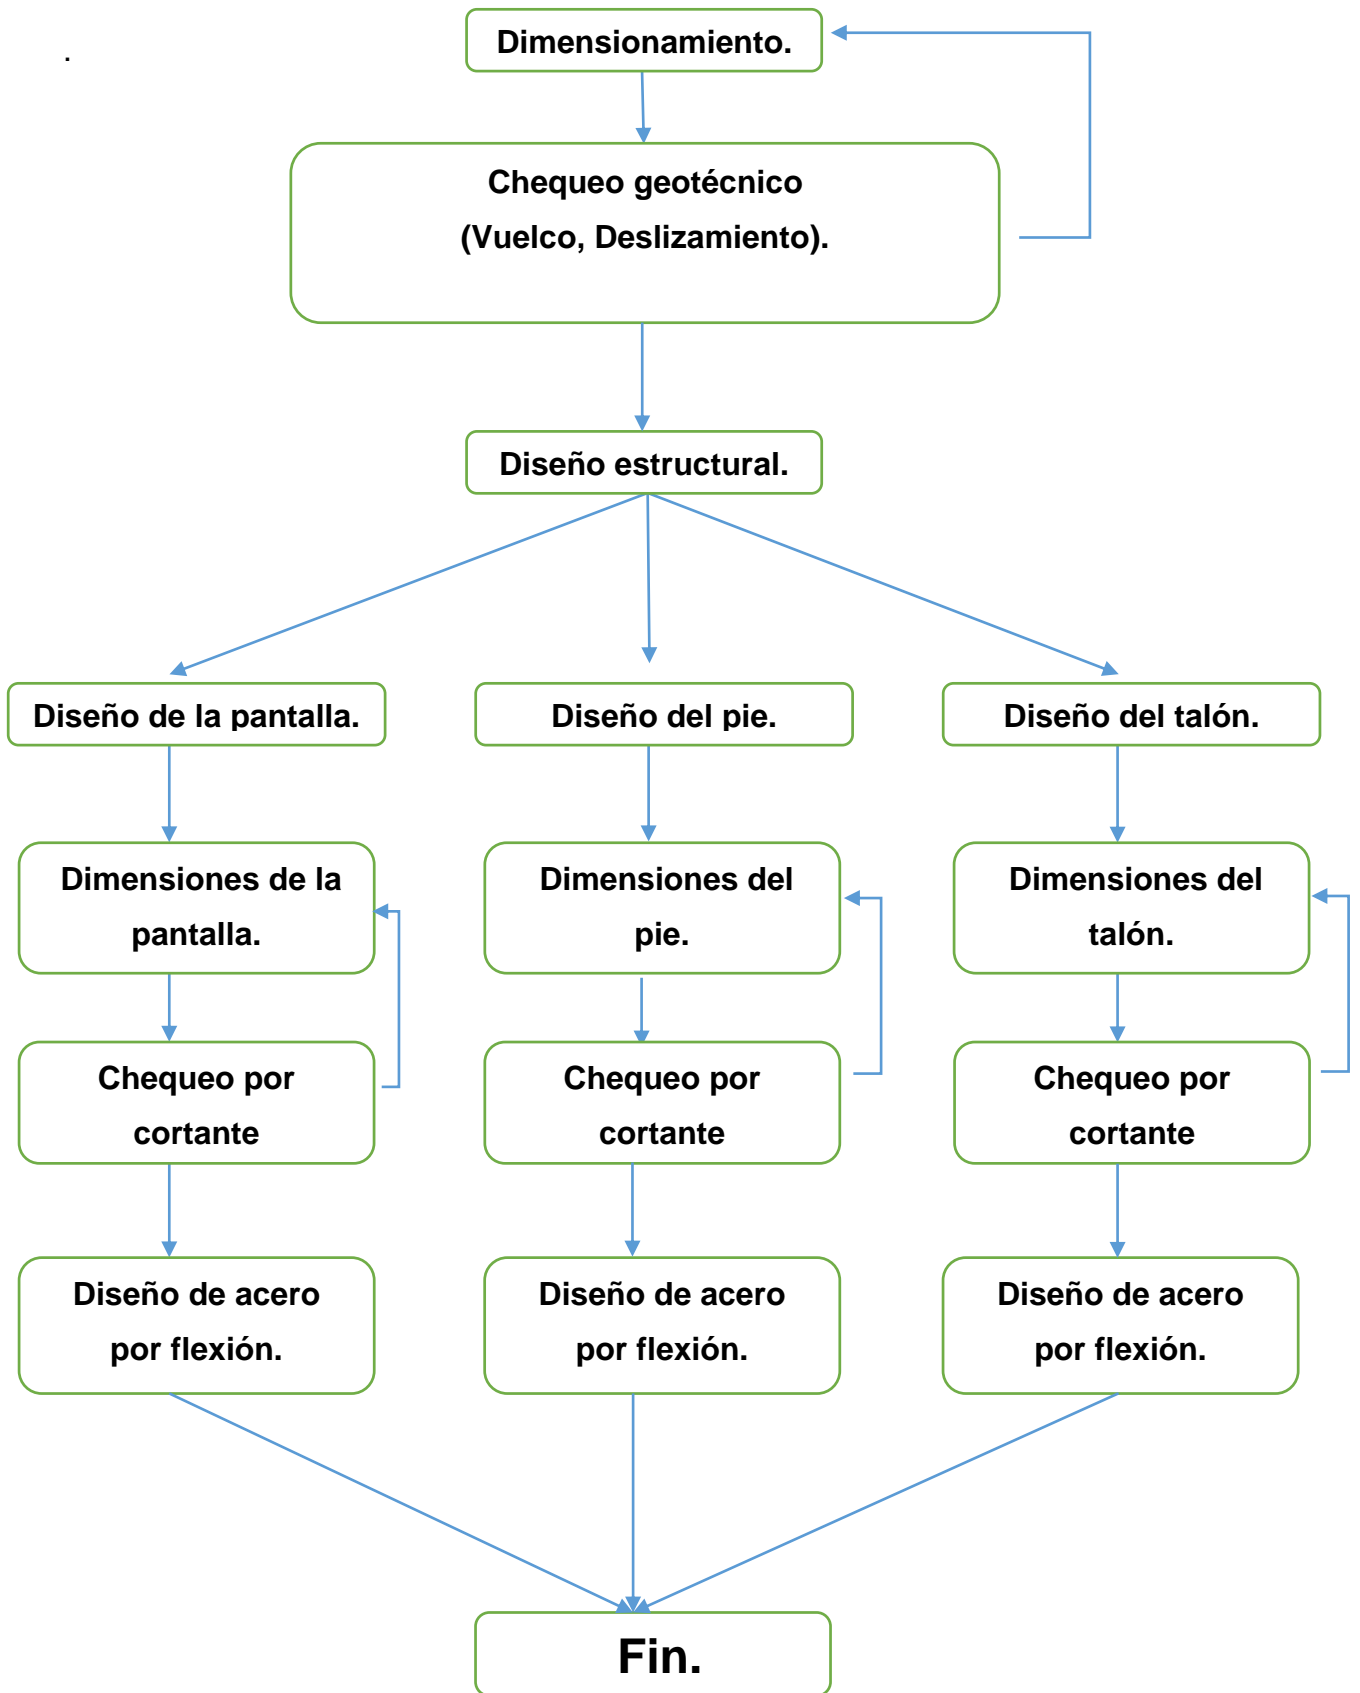 Dimensionamiento.
.
Chequeo geotécnico
(Vuelco, Deslizamiento).
Diseño estructural.
Diseño de la pantalla.
Diseño del pie.
Diseño del talón.
Dimensiones de la
pantalla.
Dimensiones del
pie.
Dimensiones del
talón.
Chequeo por
cortante
Chequeo por
cortante
Chequeo por
cortante
Diseño de acero
por flexión.
Diseño de acero
por flexión.
Diseño de acero
por flexión.
Fin.